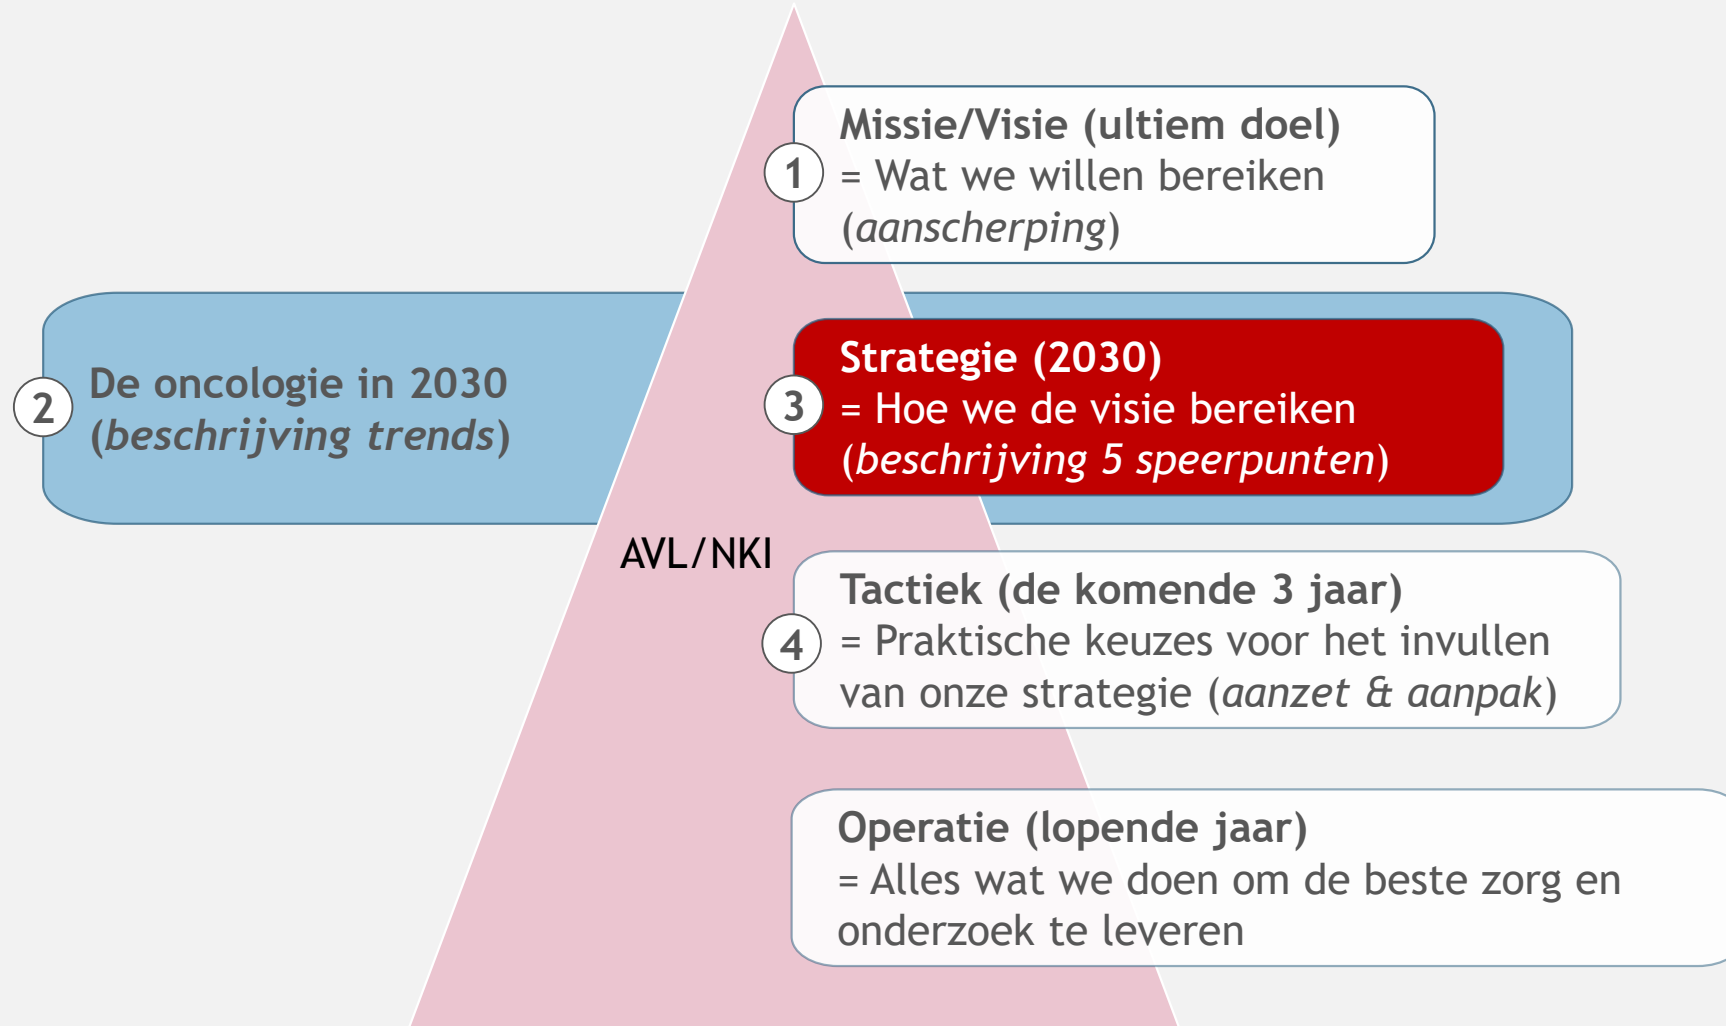 1
Missie/Visie (ultiem doel)
= Wat we willen bereiken
(aanscherping)
2
De oncologie in 2030
(beschrijving trends)
3
Strategie (2030)
= Hoe we de visie bereiken
(beschrijving 5 speerpunten)
AVL/NKI
4
Tactiek (de komende 3 jaar)
= Praktische keuzes voor het invullen
van onze strategie (aanzet & aanpak)
Operatie (lopende jaar)
= Alles wat we doen om de beste zorg en
onderzoek te leveren